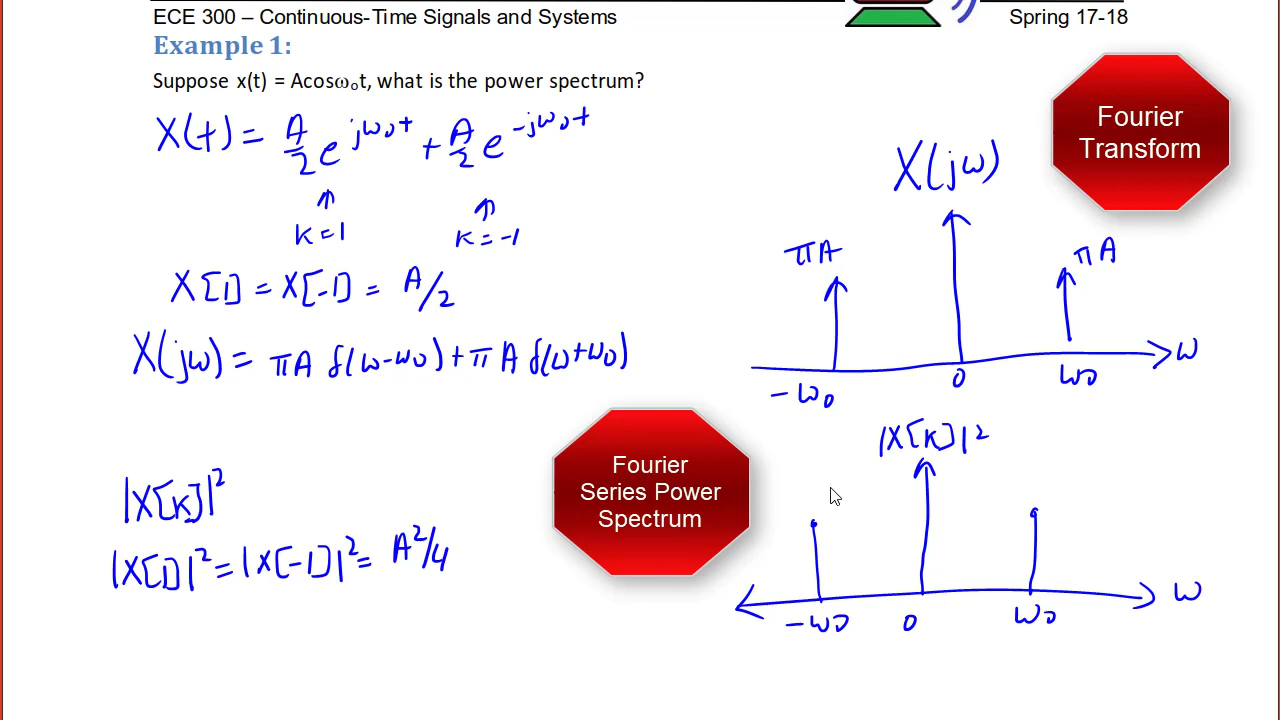 ECE 300 – Continuous-Time Signals and Systems Spring 17-18
Example 1:
Suppose x(t) = Acosω₀t, what is the power spectrum?
X(t) = A/2 e^{jω0t} + A/2 e^{-jω0t}
↑ ↑
K=1 K=-1
X[1] = X[-1] = A/2
X(jω) = πA δ(ω-ω0) + πA δ(ω+ω0)
|X[K]|²
|X[1]|² = |X[-1]|² = A²/4
Fourier
Transform
X(jω)
πA πA
-ω0 0 ω0 ω
Fourier
Series Power
Spectrum
|X[K]|²
-ω0 0 ω0 ω